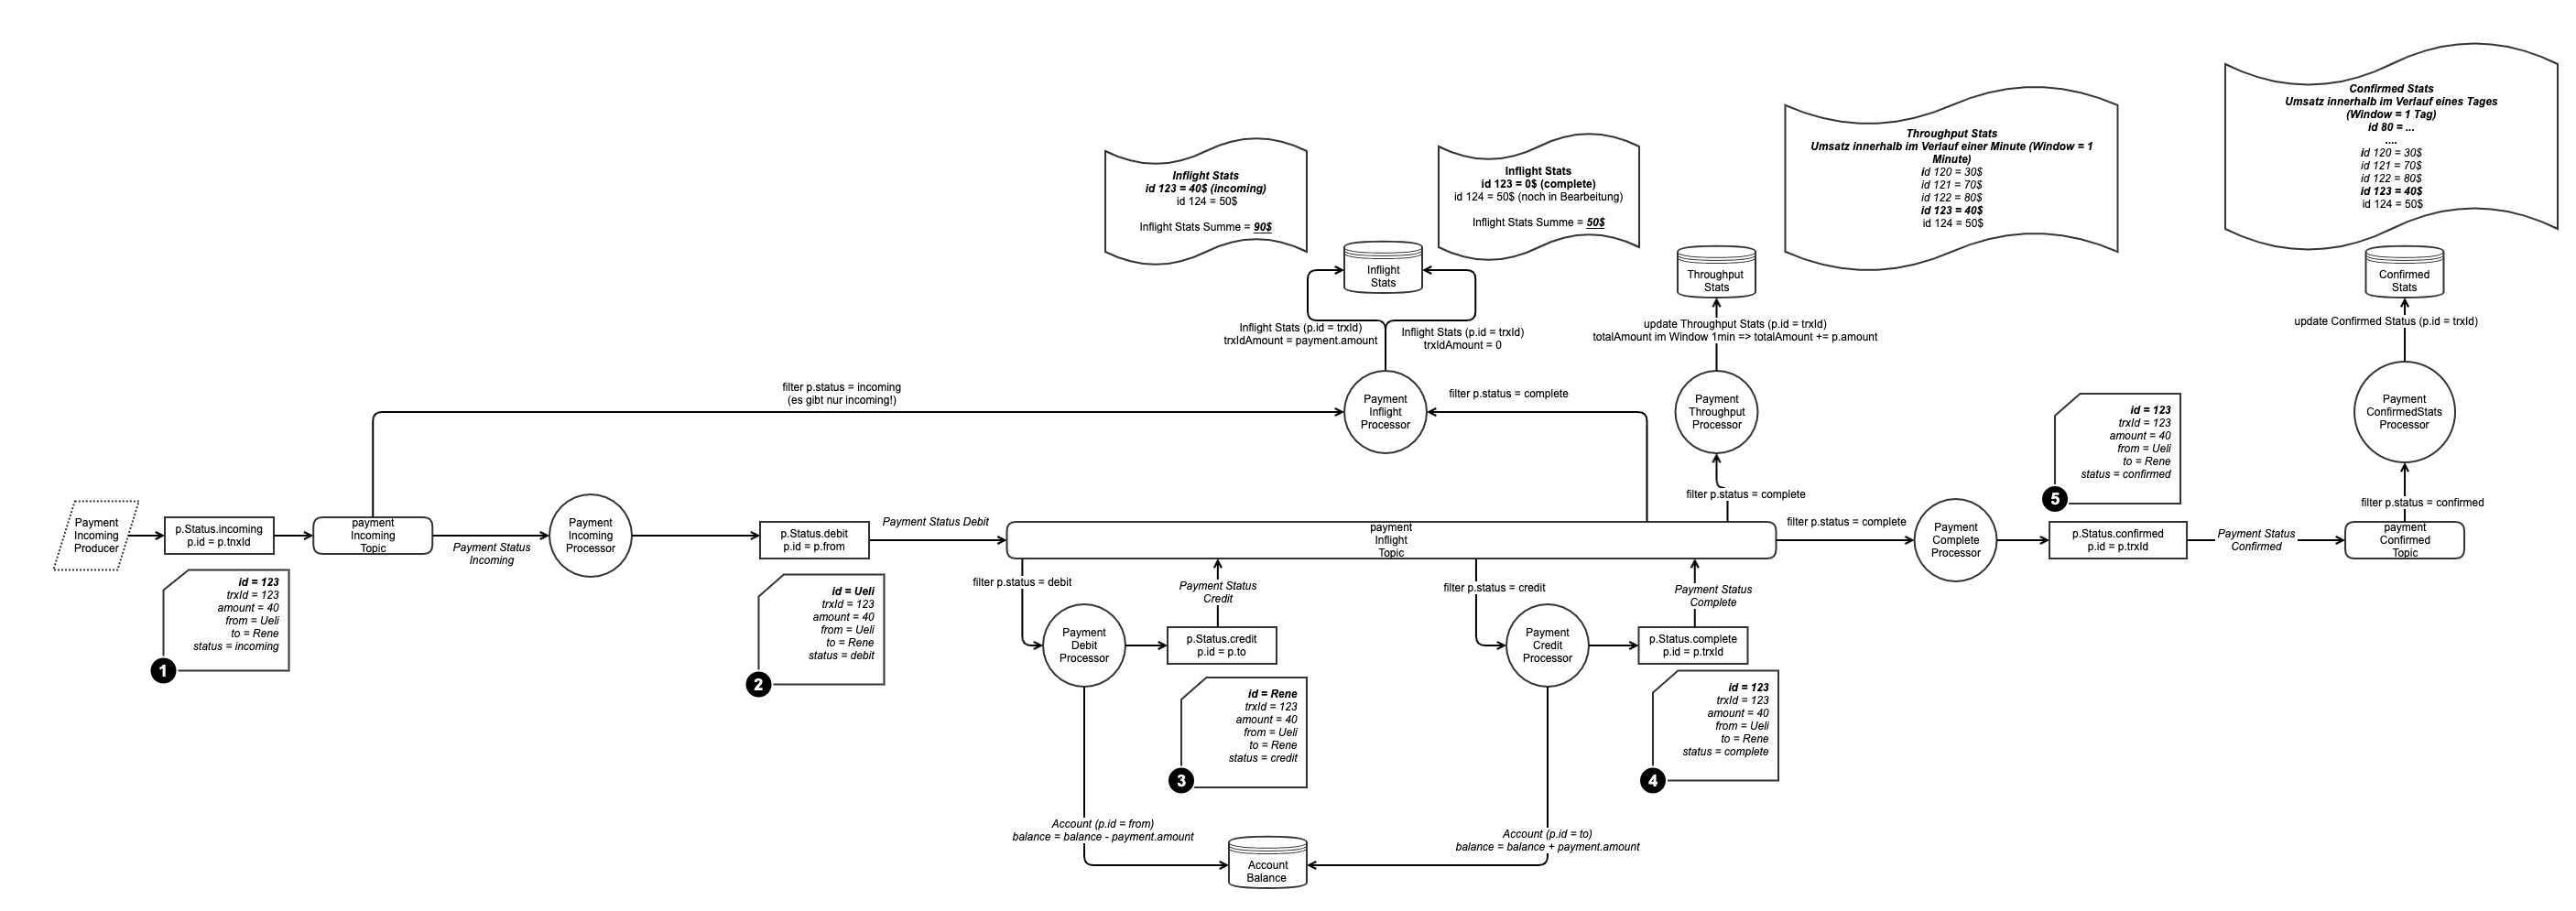 Confirmed Stats
Umsatz innerhalb im Verlauf eines Tages
(Window = 1 Tag)
id 80 = ...
....
id 120 = 30$
id 121 = 70$
id 122 = 80$
id 123 = 40$
id 124 = 50$
Throughput Stats
Umsatz innerhalb im Verlauf einer Minute (Window = 1
Minute)
id 120 = 30$
id 121 = 70$
id 122 = 80$
id 123 = 40$
id 124 = 50$
Inflight Stats
id 123 = 40$ (incoming)
id 124 = 50$
Inflight Stats Summe = 90$
Inflight Stats
id 123 = 0$ (complete)
id 124 = 50$ (noch in Bearbeitung)
Inflight Stats Summe = 50$
Inflight
Stats
Throughput
Stats
Confirmed
Stats
Inflight Stats (p.id = trxId)
trxIdAmount = payment.amount
Inflight Stats (p.id = trxId)
trxIdAmount = 0
update Throughput Stats (p.id = trxId)
totalAmount im Window 1min => totalAmount += p.amount
update Confirmed Status (p.id = trxId)
filter p.status = incoming
(es gibt nur incoming!)
Payment
Inflight
Processor
filter p.status = complete
Payment
Throughput
Processor
Payment
ConfirmedStats
Processor
id = 123
trxId = 123
amount = 40
from = Ueli
to = Rene
status = confirmed
5
filter p.status = complete
filter p.status = confirmed
Payment
Incoming
Producer
p.Status.incoming
p.id = p.tnxId
payment
Incoming
Topic
Payment Status
Incoming
Payment
Incoming
Processor
p.Status.debit
p.id = p.from
Payment Status Debit
payment
Inflight
Topic
filter p.status = complete
Payment
Complete
Processor
p.Status.confirmed
p.id = p.trxId
Payment Status
Confirmed
payment
Confirmed
Topic
id = 123
trxId = 123
amount = 40
from = Ueli
to = Rene
status = incoming
1
id = Ueli
trxId = 123
amount = 40
from = Ueli
to = Rene
status = debit
2
filter p.status = debit
Payment Status
Credit
filter p.status = credit
Payment Status
Complete
Payment
Debit
Processor
p.Status.credit
p.id = p.to
Payment
Credit
Processor
p.Status.complete
p.id = p.trxId
id = Rene
trxId = 123
amount = 40
from = Ueli
to = Rene
status = credit
3
id = 123
trxId = 123
amount = 40
from = Ueli
to = Rene
status = complete
4
Account (p.id = from)
balance = balance - payment.amount
Account (p.id = to)
balance = balance + payment.amount
Account
Balance